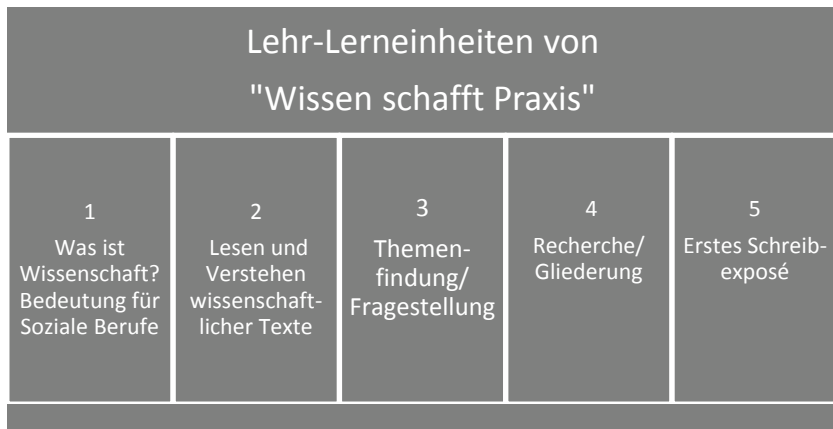 Lehr-Lerneinheiten von
"Wissen schafft Praxis"
1
Was ist
Wissenschaft?
Bedeutung für
Soziale Berufe
2
Lesen und
Verstehen
wissenschaft-
licher Texte
3
Themen-
findung/
Fragestellung
4
Recherche/
Gliederung
5
Erstes Schreib-
exposé